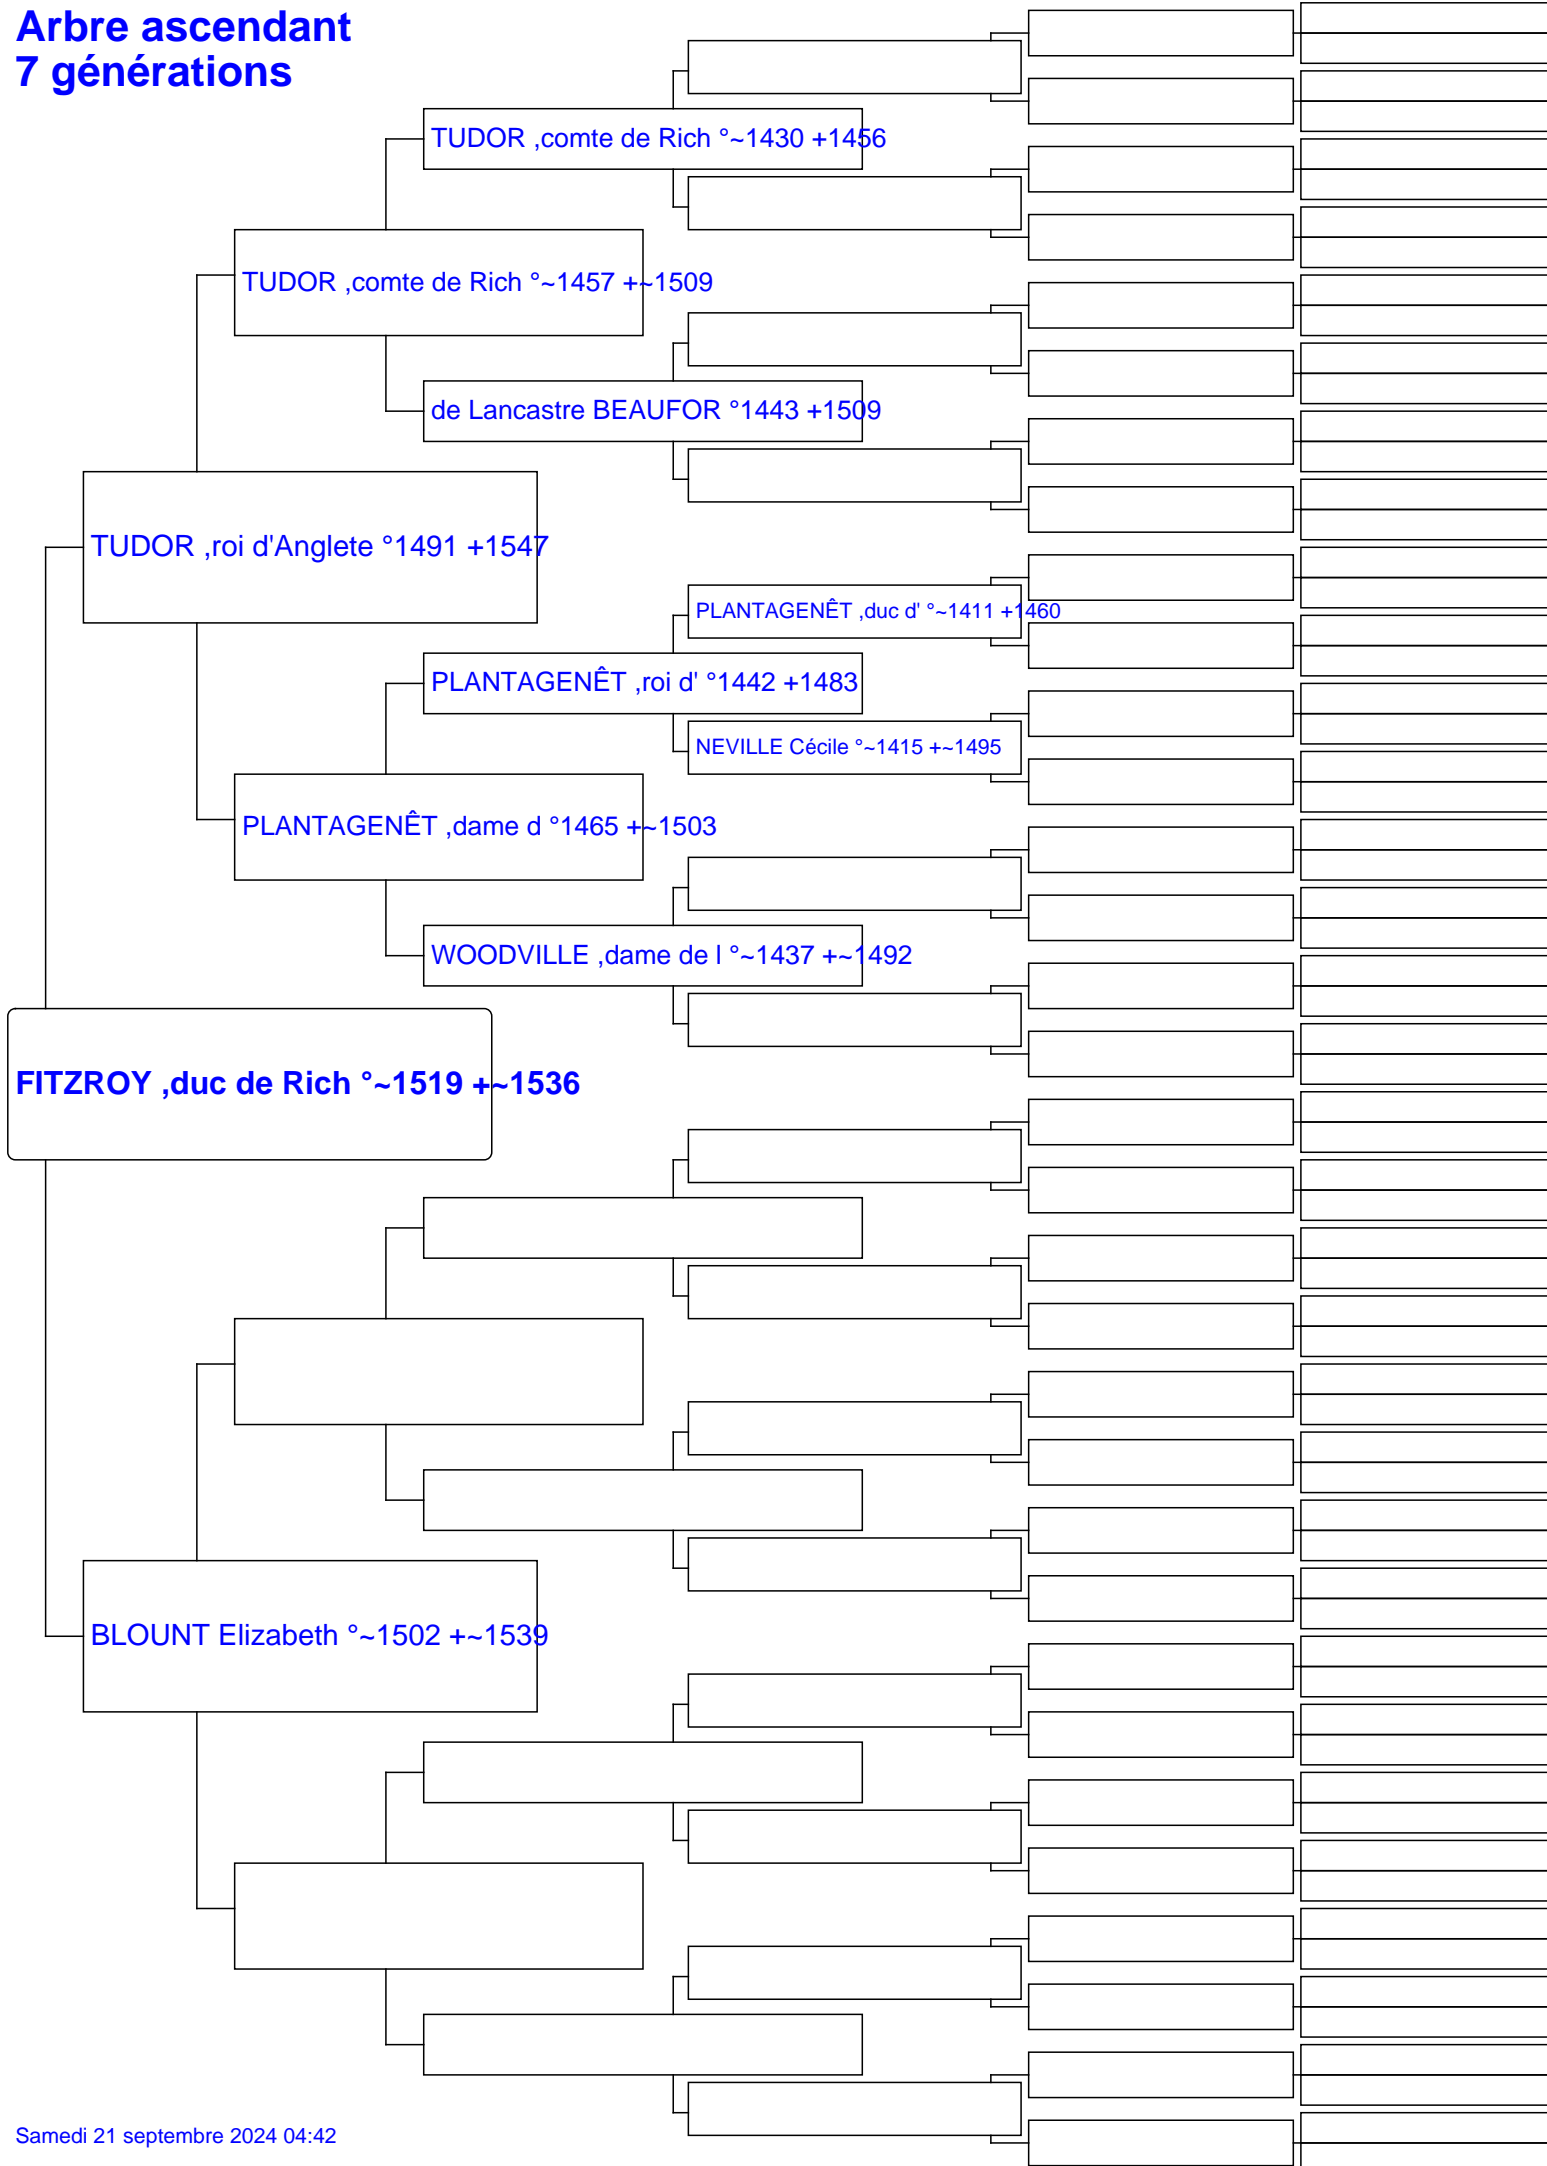 Arbre ascendant
7 générations
TUDOR ,comte de Rich °~1430 +1456
TUDOR ,comte de Rich °~1457 +~1509
de Lancastre BEAUFOR °1443 +1509
TUDOR ,roi d'Anglete °1491 +1547
PLANTAGENÊT ,duc d' °~1411 +1460
PLANTAGENÊT ,roi d' °1442 +1483
NEVILLE Cécile °~1415 +~1495
PLANTAGENÊT ,dame d °1465 +~1503
WOODVILLE ,dame de l °~1437 +~1492
FITZROY ,duc de Rich °~1519 +~1536
BLOUNT Elizabeth °~1502 +~1539
Samedi 21 septembre 2024 04:42